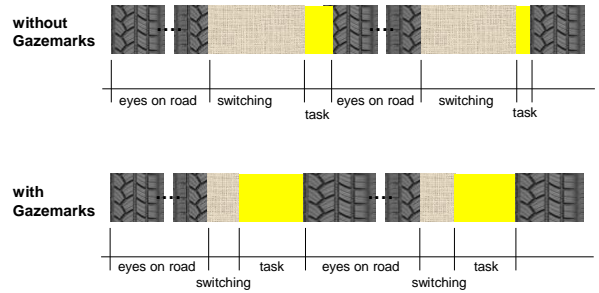 without
Gazemarks
eyes on road switching task eyes on road switching task
with
Gazemarks
eyes on road switching task eyes on road switching task